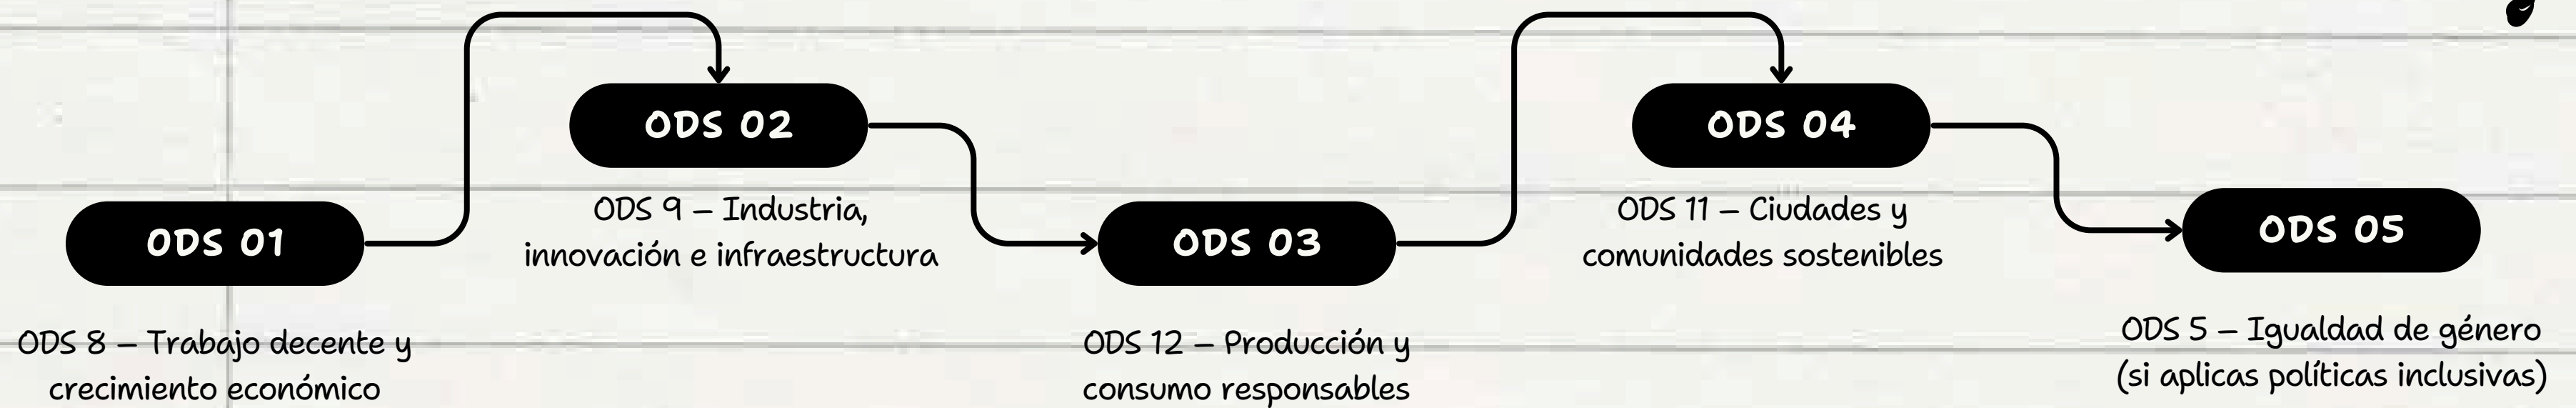 ODS 01
ODS 8 – Trabajo decente y
crecimiento económico
ODS 02
ODS 9 – Industria,
innovación e infraestructura
ODS 03
ODS 12 – Producción y
consumo responsables
ODS 04
ODS 11 – Ciudades y
comunidades sostenibles
ODS 05
ODS 5 – Igualdad de género
(si aplicas políticas inclusivas)